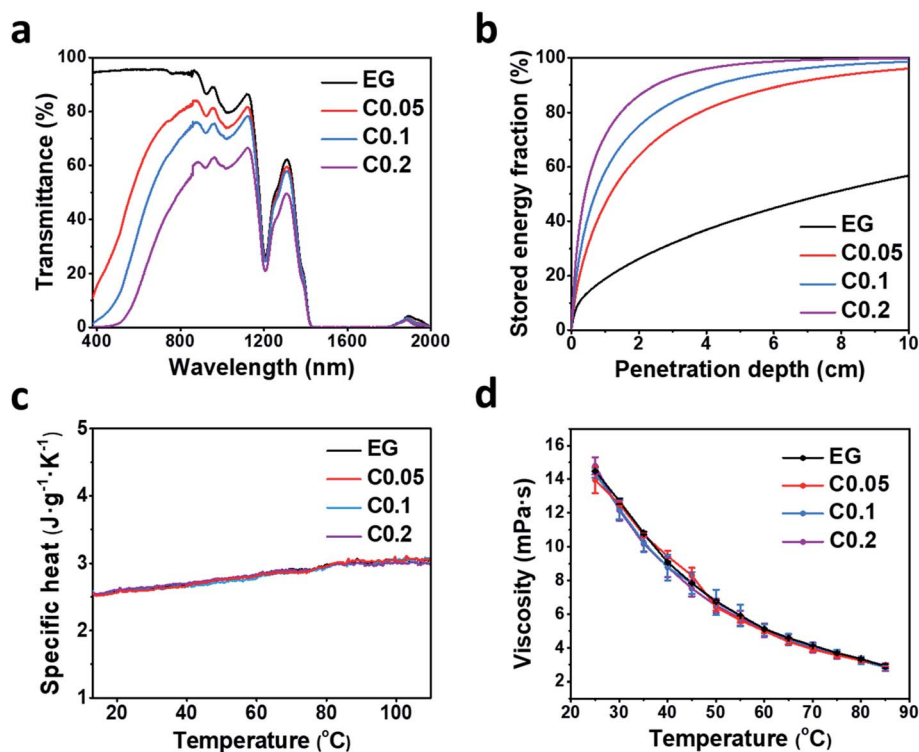 a
Transmittance (%)
100
80
60
40
20
0
400
800
1200
1600
2000
Wavelength (nm)
EG
C0.05
C0.1
C0.2
b
Stored energy fraction (%)
100
80
60
40
20
0
0
2
4
6
8
10
Penetration depth (cm)
EG
C0.05
C0.1
C0.2
c
Specific heat (J·g⁻¹·K⁻¹)
5
4
3
2
1
20
40
60
80
100
Temperature (°C)
EG
C0.05
C0.1
C0.2
d
Viscosity (mPa·s)
16
14
12
10
8
6
4
2
20
30
40
50
60
70
80
90
Temperature (°C)
EG
C0.05
C0.1
C0.2